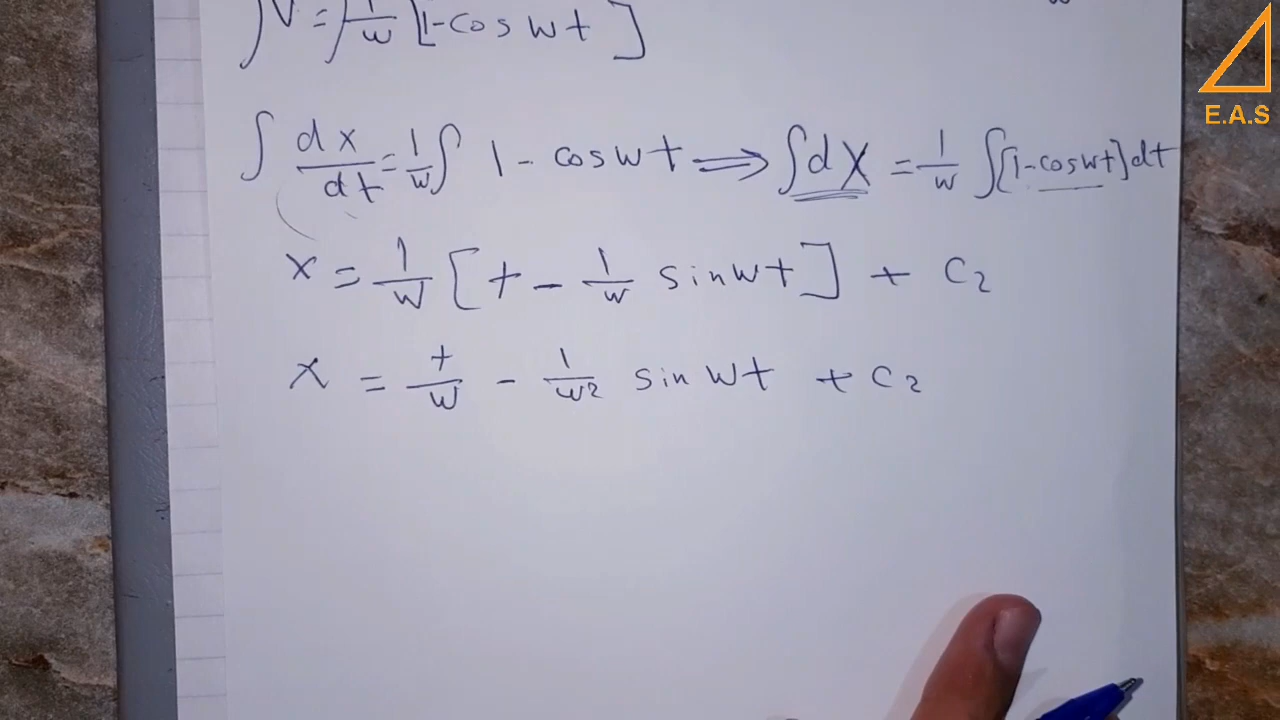 ∫V = ∫1/w [1-cos wt]
E.A.S
∫ dx/dt = 1/w ∫ 1 - cos wt ⟹ ∫dX = 1/w ∫[1-cos wt] dt
x = 1/w [t - 1/w sin wt] + C2
x = t/w - 1/w² sin wt + C2